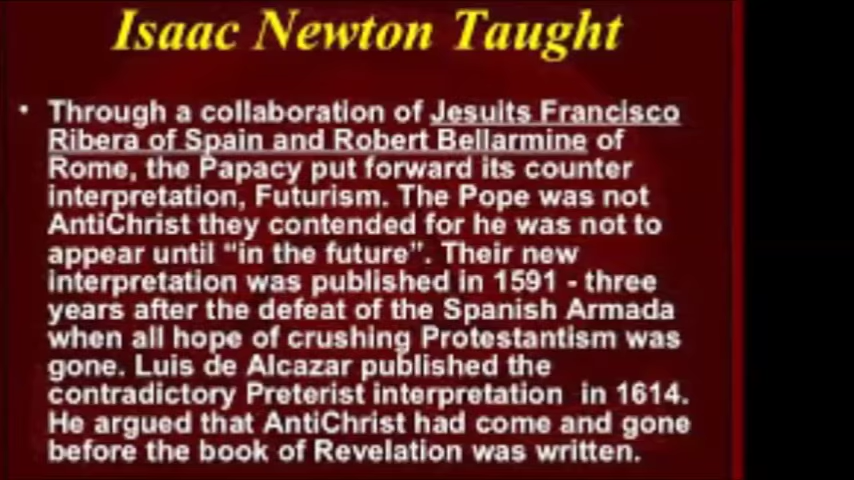 Isaac Newton Taught
• Through a collaboration of Jesuits Francisco
Ribera of Spain and Robert Bellarmine of
Rome, the Papacy put forward its counter
interpretation, Futurism. The Pope was not
AntiChrist they contended for he was not to
appear until “in the future”. Their new
interpretation was published in 1591 - three
years after the defeat of the Spanish Armada
when all hope of crushing Protestantism was
gone. Luis de Alcazar published the
contradictory Preterist interpretation in 1614.
He argued that AntiChrist had come and gone
before the book of Revelation was written.